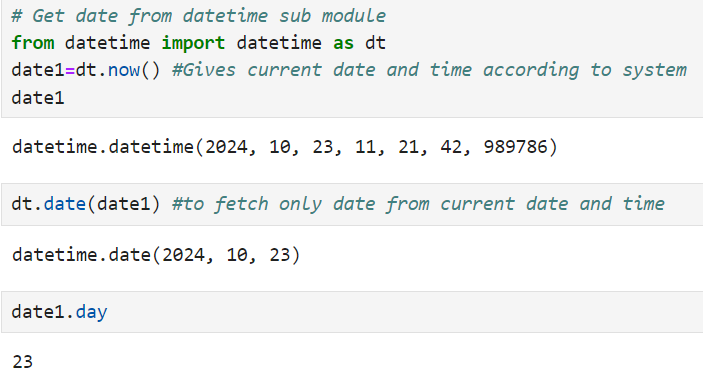 # Get date from datetime sub module
from datetime import datetime as dt
date1=dt.now() #Gives current date and time according to system
date1
datetime.datetime(2024, 10, 23, 11, 21, 42, 989786)
dt.date(date1) #to fetch only date from current date and time
datetime.date(2024, 10, 23)
date1.day
23